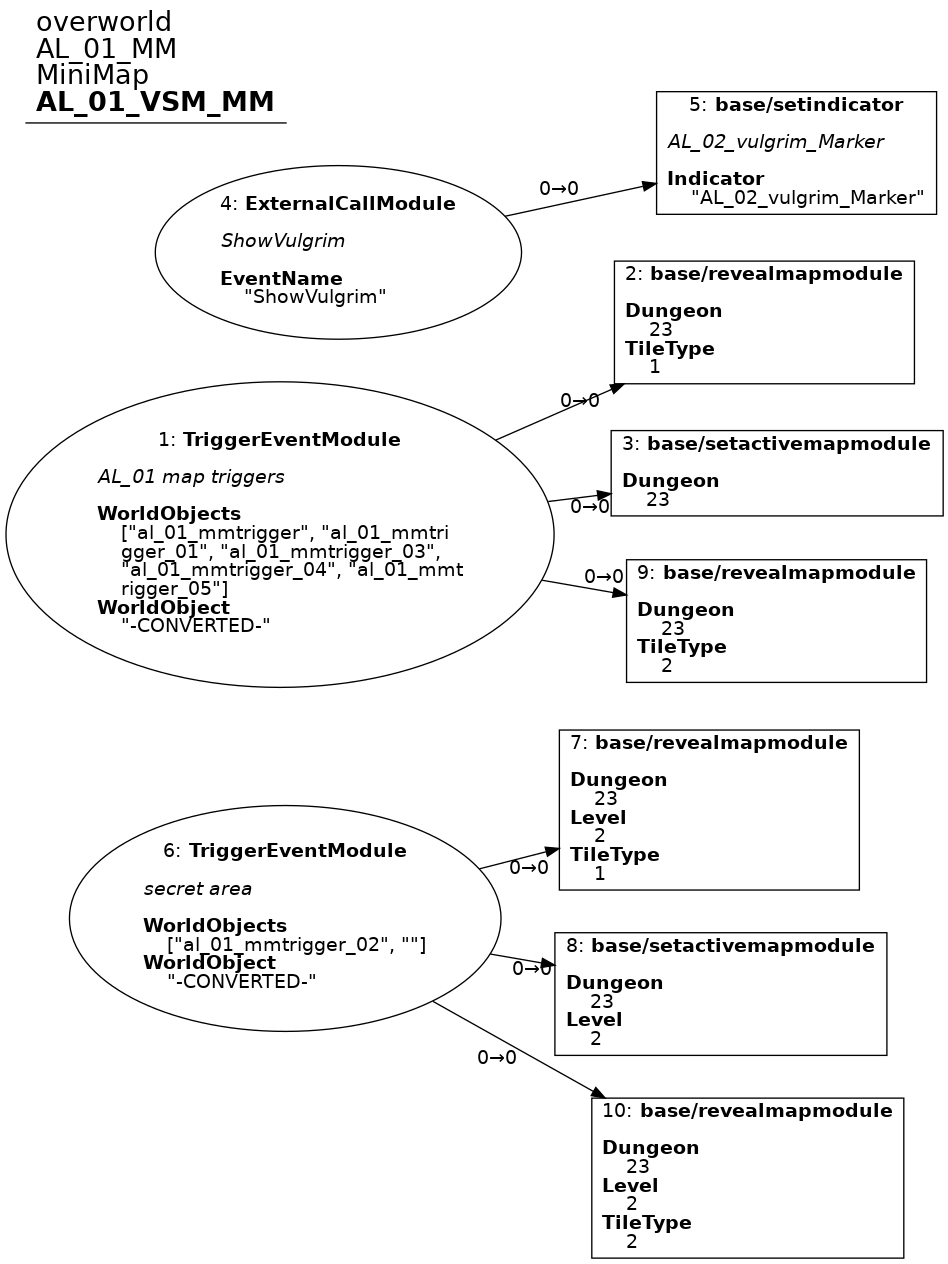 overworld
AL_01_MM
MiniMap
AL_01_VSM_MM
4: ExternalCallModule
ShowVulgrim
EventName
"ShowVulgrim"
0→0
5: base/setindicator
AL_02_vulgrim_Marker
Indicator
"AL_02_vulgrim_Marker"
1: TriggerEventModule
AL_01 map triggers
WorldObjects
["al_01_mmtrigger", "al_01_mmtri
gger_01", "al_01_mmtrigger_03",
"al_01_mmtrigger_04", "al_01_mmt
rigger_05"]
WorldObject
"-CONVERTED-"
0→0
2: base/revealmapmodule
Dungeon
23
TileType
1
0→0
3: base/setactivemapmodule
Dungeon
23
0→0
9: base/revealmapmodule
Dungeon
23
TileType
2
6: TriggerEventModule
secret area
WorldObjects
["al_01_mmtrigger_02", ""]
WorldObject
"-CONVERTED-"
0→0
7: base/revealmapmodule
Dungeon
23
Level
2
TileType
1
0→0
8: base/setactivemapmodule
Dungeon
23
Level
2
0→0
10: base/revealmapmodule
Dungeon
23
Level
2
TileType
2